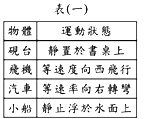 表(一)
物體 運動狀態
硯台 靜置於書桌上
飛機 等速度向西飛行
汽車 等速率向右轉彎
小船 靜止浮於水面上